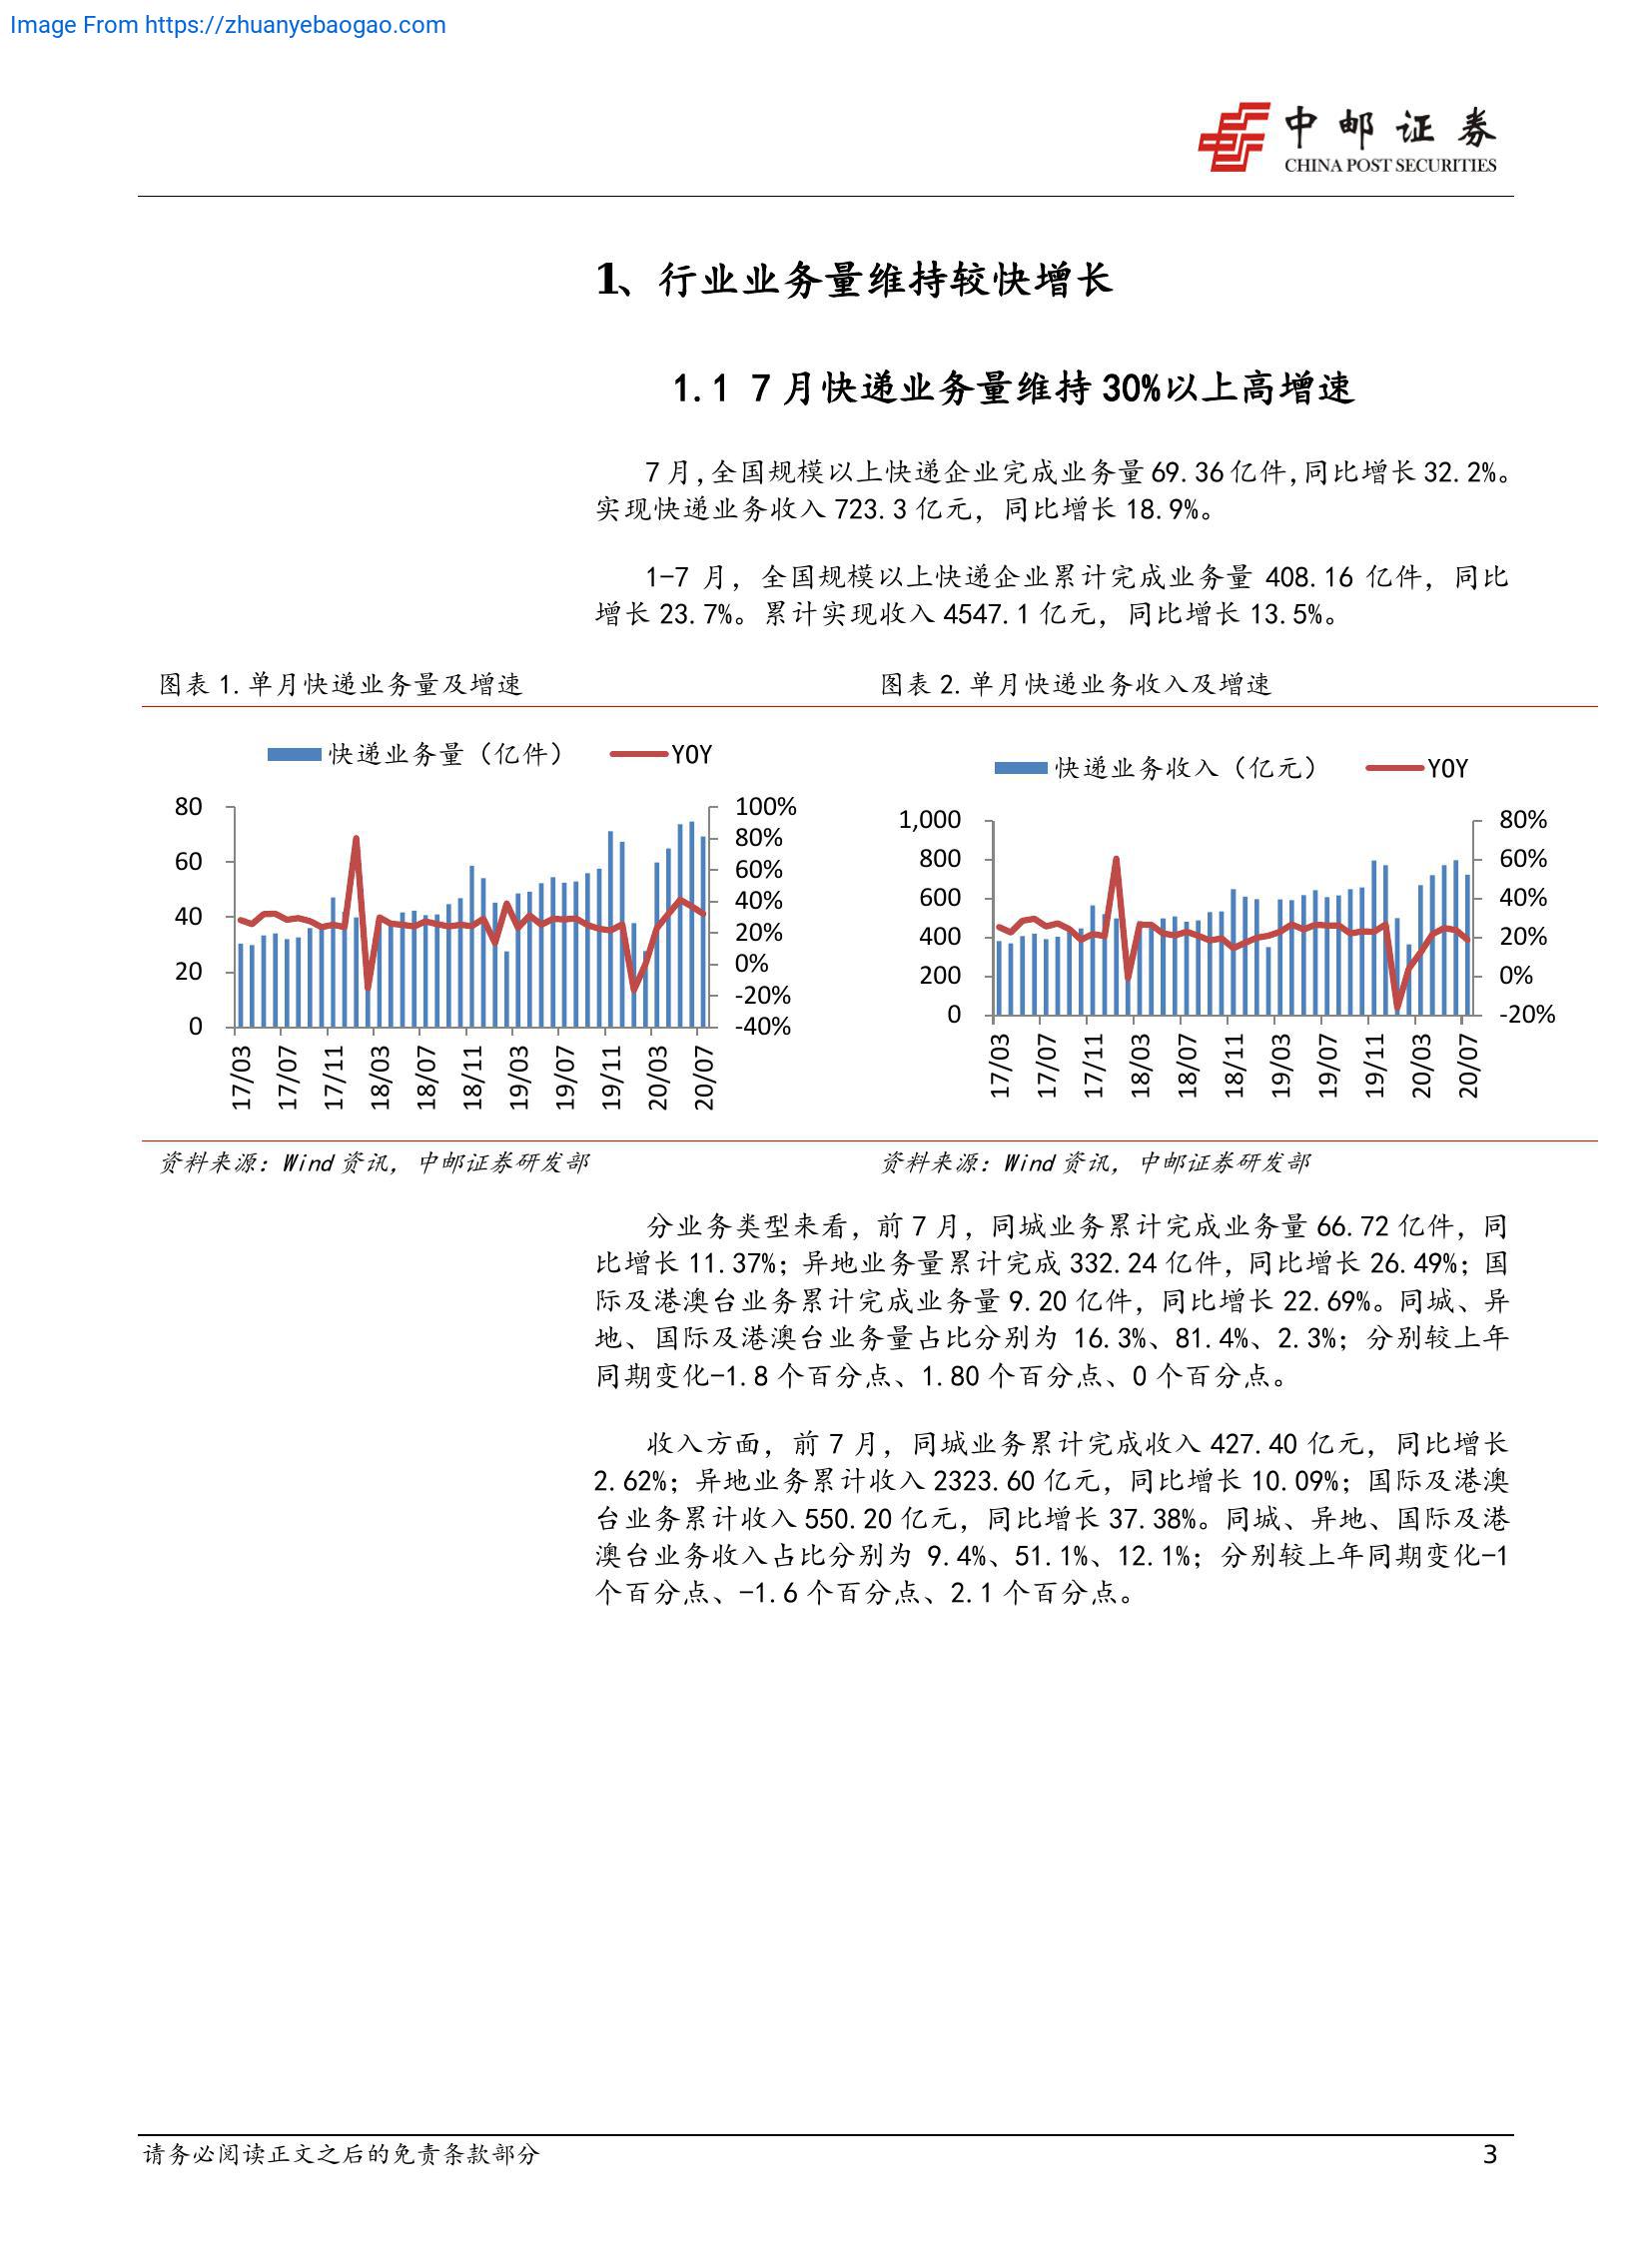 Image From https://zhuanyebaogao.com
中邮证券
CHINA POST SECURITIES
1、行业业务量维持较快增长
1.1 7月快递业务量维持30%以上高增速
7月,全国规模以上快递企业完成业务量69.36亿件,同比增长32.2%。
实现快递业务收入723.3亿元，同比增长18.9%。
1-7 月，全国规模以上快递企业累计完成业务量 408.16 亿件，同比
增长23.7%。累计实现收入4547.1亿元，同比增长13.5%。
图表 1.单月快递业务量及增速
图表 2.单月快递业务收入及增速
快递业务量（亿件） YOY
80
60
40
20
0
100%
80%
60%
40%
20%
0%
-20%
-40%
17/03
17/07
17/11
18/03
18/07
18/11
19/03
19/07
19/11
20/03
20/07
快递业务收入（亿元） YOY
1,000
800
600
400
200
0
80%
60%
40%
20%
0%
-20%
17/03
17/07
17/11
18/03
18/07
18/11
19/03
19/07
19/11
20/03
20/07
资料来源：Wind资讯，中邮证券研发部
资料来源：Wind资讯，中邮证券研发部
分业务类型来看，前7月，同城业务累计完成业务量66.72亿件，同
比增长11.37%；异地业务量累计完成332.24亿件，同比增长26.49%；国
际及港澳台业务累计完成业务量9.20亿件，同比增长22.69%。同城、异
地、国际及港澳台业务量占比分别为 16.3%、81.4%、2.3%；分别较上年
同期变化-1.8个百分点、1.80个百分点、0个百分点。
收入方面，前7月，同城业务累计完成收入427.40亿元，同比增长
2.62%；异地业务累计收入2323.60亿元，同比增长10.09%；国际及港澳
台业务累计收入550.20亿元，同比增长37.38%。同城、异地、国际及港
澳台业务收入占比分别为 9.4%、51.1%、12.1%；分别较上年同期变化-1
个百分点、-1.6个百分点、2.1个百分点。
请务必阅读正文之后的免责条款部分
3